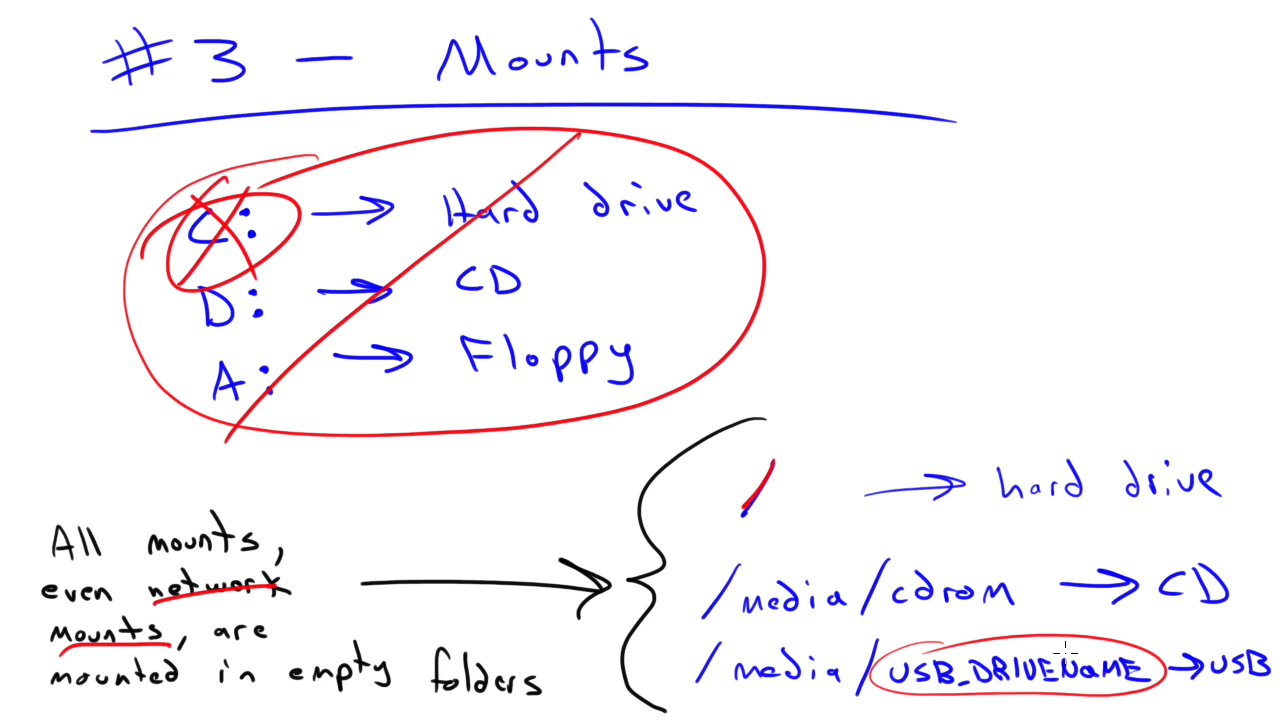 #3 – Mounts
C: → Hard drive
D: → CD
A: → Floppy
All mounts,
even network
mounts, are
mounted in empty folders
/ → hard drive
/media/cdrom → CD
/media/USB_DRIVENAME → USB